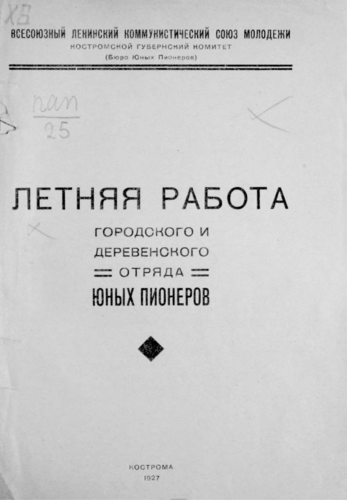 ВСЕСОЮЗНЫЙ ЛЕНИНСКИЙ КОММУНИСТИЧЕСКИЙ СОЮЗ МОЛОДЕЖИ
КОСТРОМСКОЙ ГУБЕРНСКИЙ КОМИТЕТ
(Бюро Юных Пионеров)
25
ЛЕТНЯЯ РАБОТА
ГОРОДСКОГО И
ДЕРЕВЕНСКОГО
ОТРЯДА
ЮНЫХ ПИОНЕРОВ
КОСТРОМА
1927